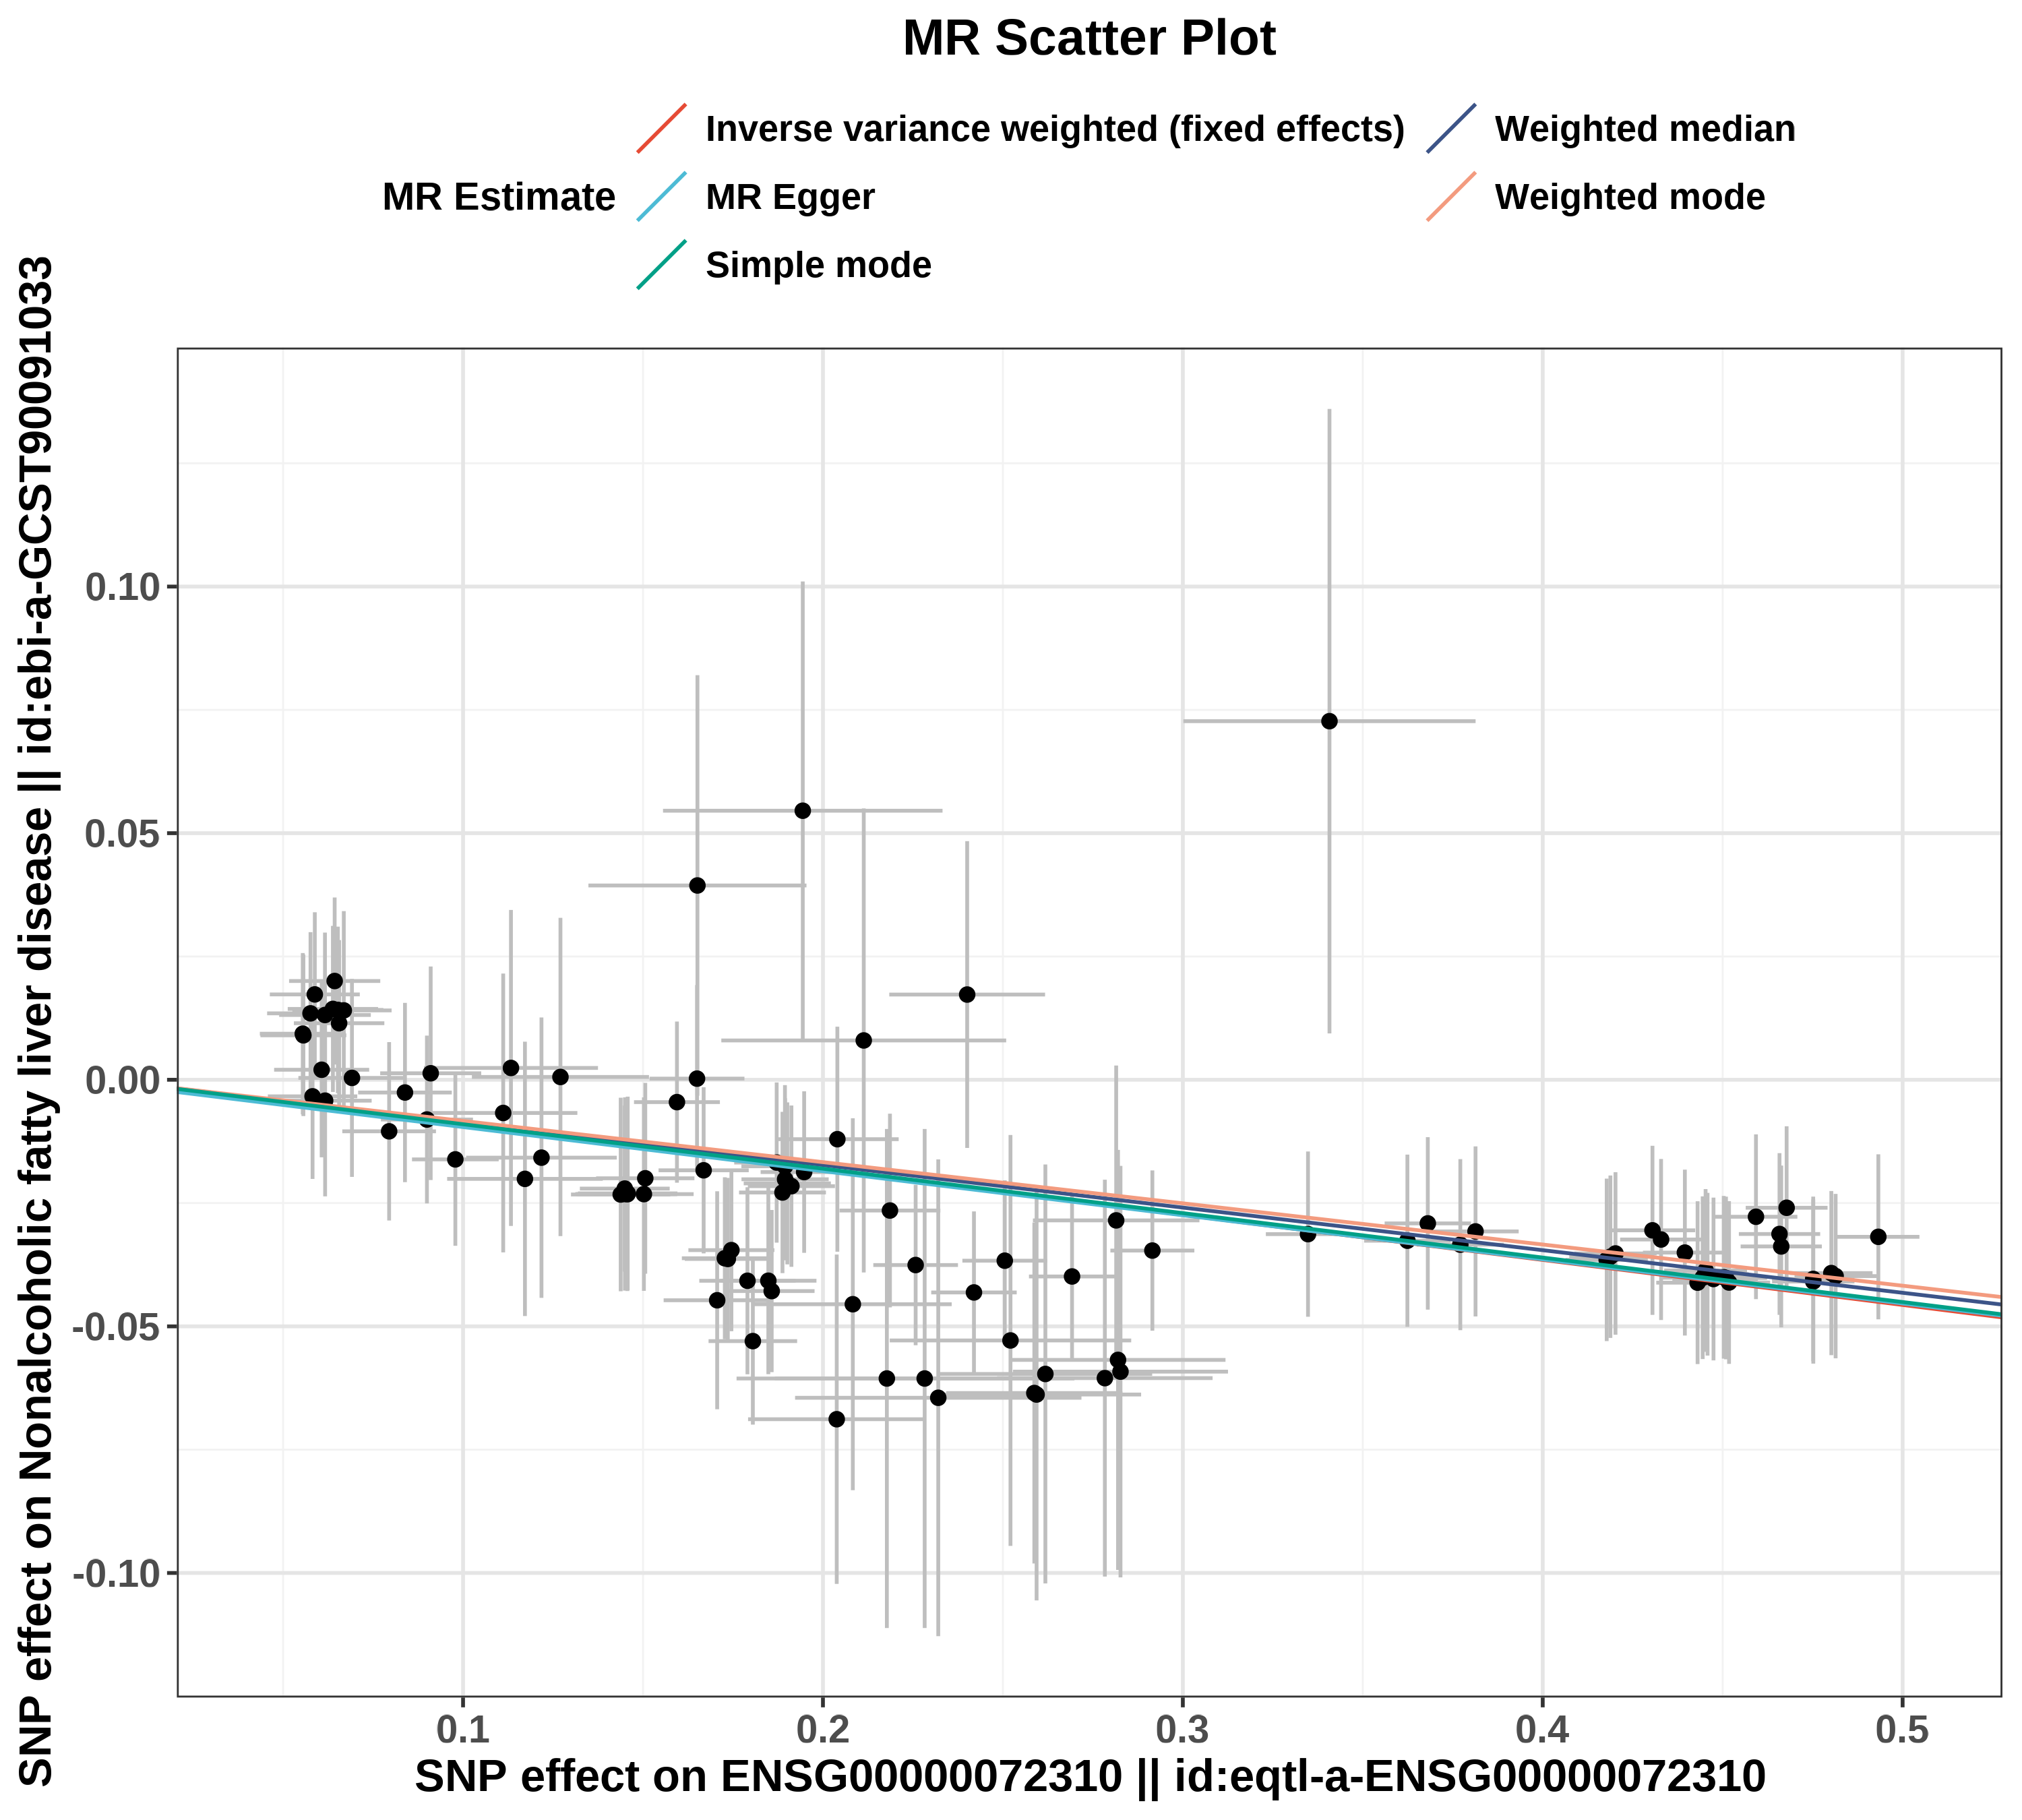 MR Scatter Plot
MR Estimate
Inverse variance weighted (fixed effects)
MR Egger
Simple mode
Weighted median
Weighted mode
SNP effect on Nonalcoholic fatty liver disease || id:ebi-a-GCST90091033
0.10
0.05
0.00
-0.05
-0.10
0.1
0.2
0.3
0.4
0.5
SNP effect on ENSG00000072310 || id:eqtl-a-ENSG00000072310